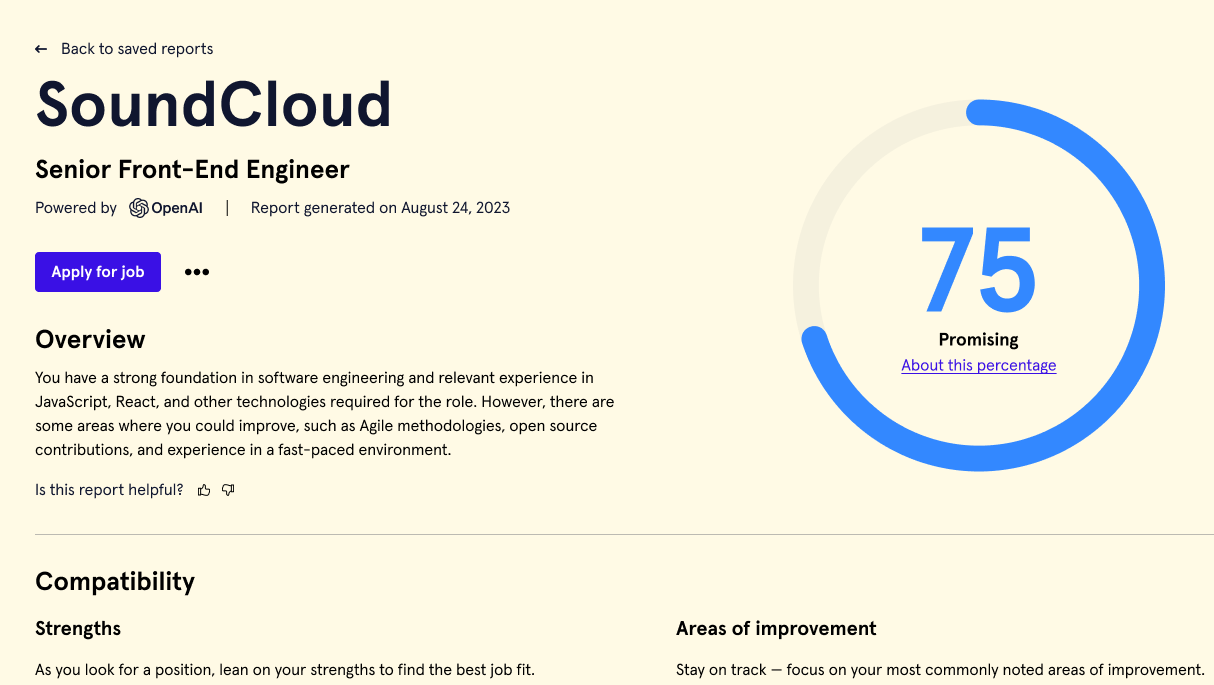 Back to saved reports
SoundCloud
Senior Front-End Engineer
Powered by OpenAI | Report generated on August 24, 2023
Apply for job
Overview
You have a strong foundation in software engineering and relevant experience in
JavaScript, React, and other technologies required for the role. However, there are
some areas where you could improve, such as Agile methodologies, open source
contributions, and experience in a fast-paced environment.
Is this report helpful?
75
Promising
About this percentage
Compatibility
Strengths
As you look for a position, lean on your strengths to find the best job fit.
Areas of improvement
Stay on track — focus on your most commonly noted areas of improvement.